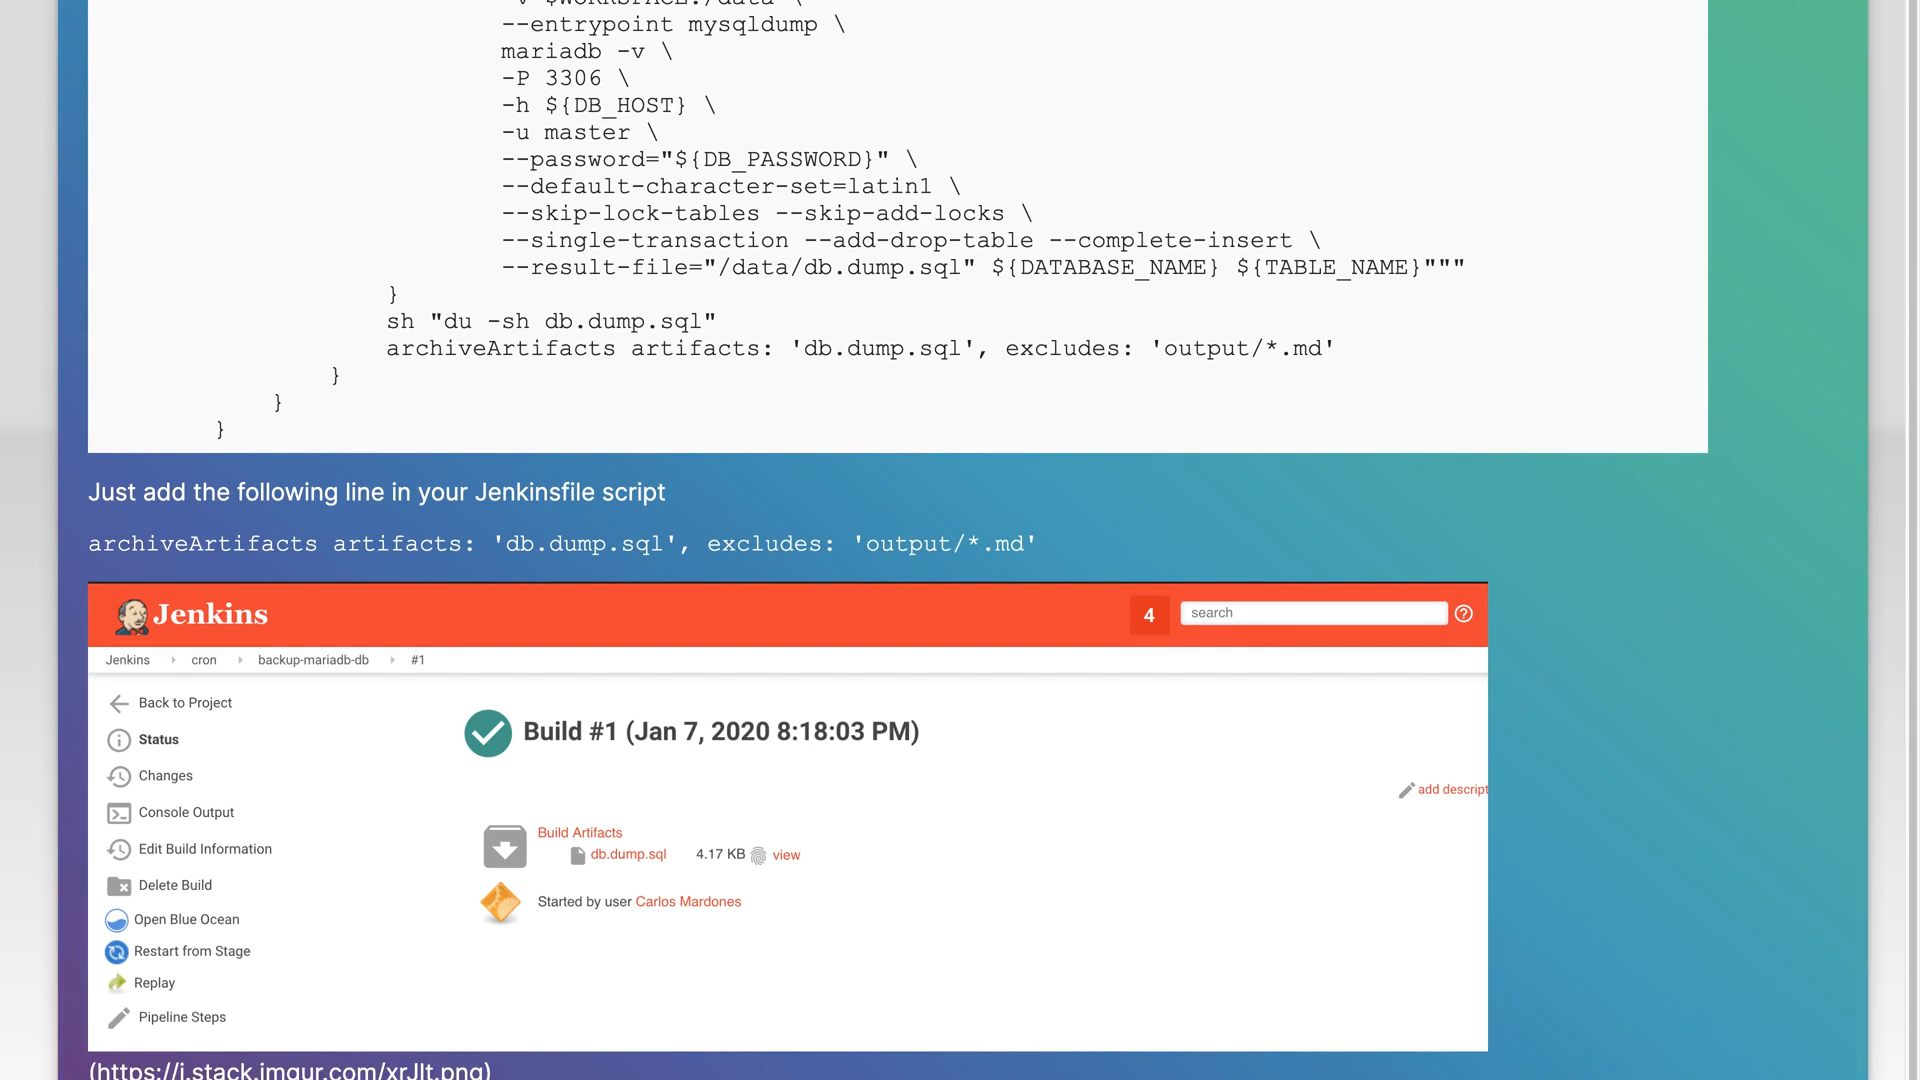 -v $WORKSPACE:/data \
--entrypoint mysqldump \
mariadb -v \
-P 3306 \
-h ${DB_HOST} \
-u master \
--password="${DB_PASSWORD}" \
--default-character-set=latin1 \
--skip-lock-tables --skip-add-locks \
--single-transaction --add-drop-table --complete-insert \
--result-file="/data/db.dump.sql" ${DATABASE_NAME} ${TABLE_NAME}"""
}
sh "du -sh db.dump.sql"
archiveArtifacts artifacts: 'db.dump.sql', excludes: 'output/*.md'
}
}
}
Just add the following line in your Jenkinsfile script
archiveArtifacts artifacts: 'db.dump.sql', excludes: 'output/*.md'
Jenkins
4
search
Jenkins cron backup-mariadb-db #1
Back to Project
Status
Changes
Console Output
Edit Build Information
Delete Build
Open Blue Ocean
Restart from Stage
Replay
Pipeline Steps
Build #1 (Jan 7, 2020 8:18:03 PM)
add descript
Build Artifacts
db.dump.sql 4.17 KB view
Started by user Carlos Mardones
(https://i.stack.imgur.com/xrJlt.png)